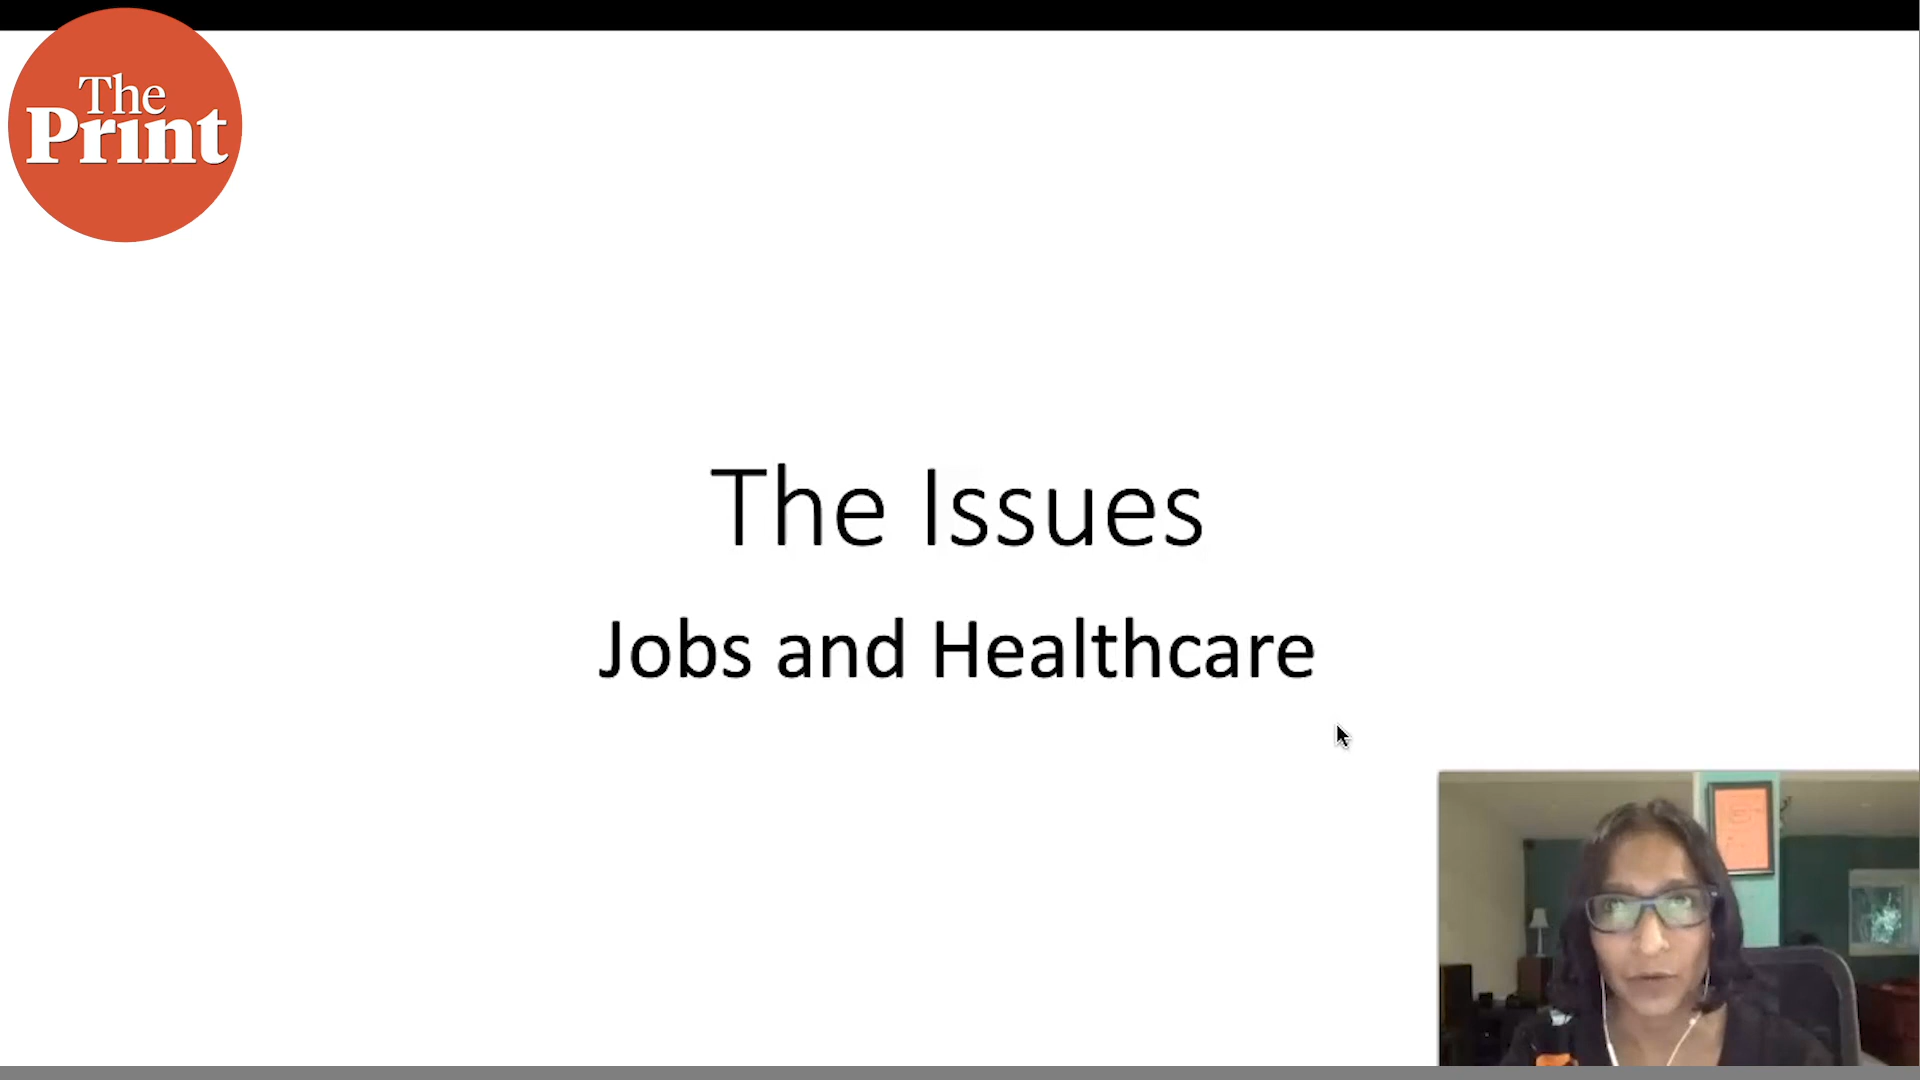 The
Print
The Issues
Jobs and Healthcare